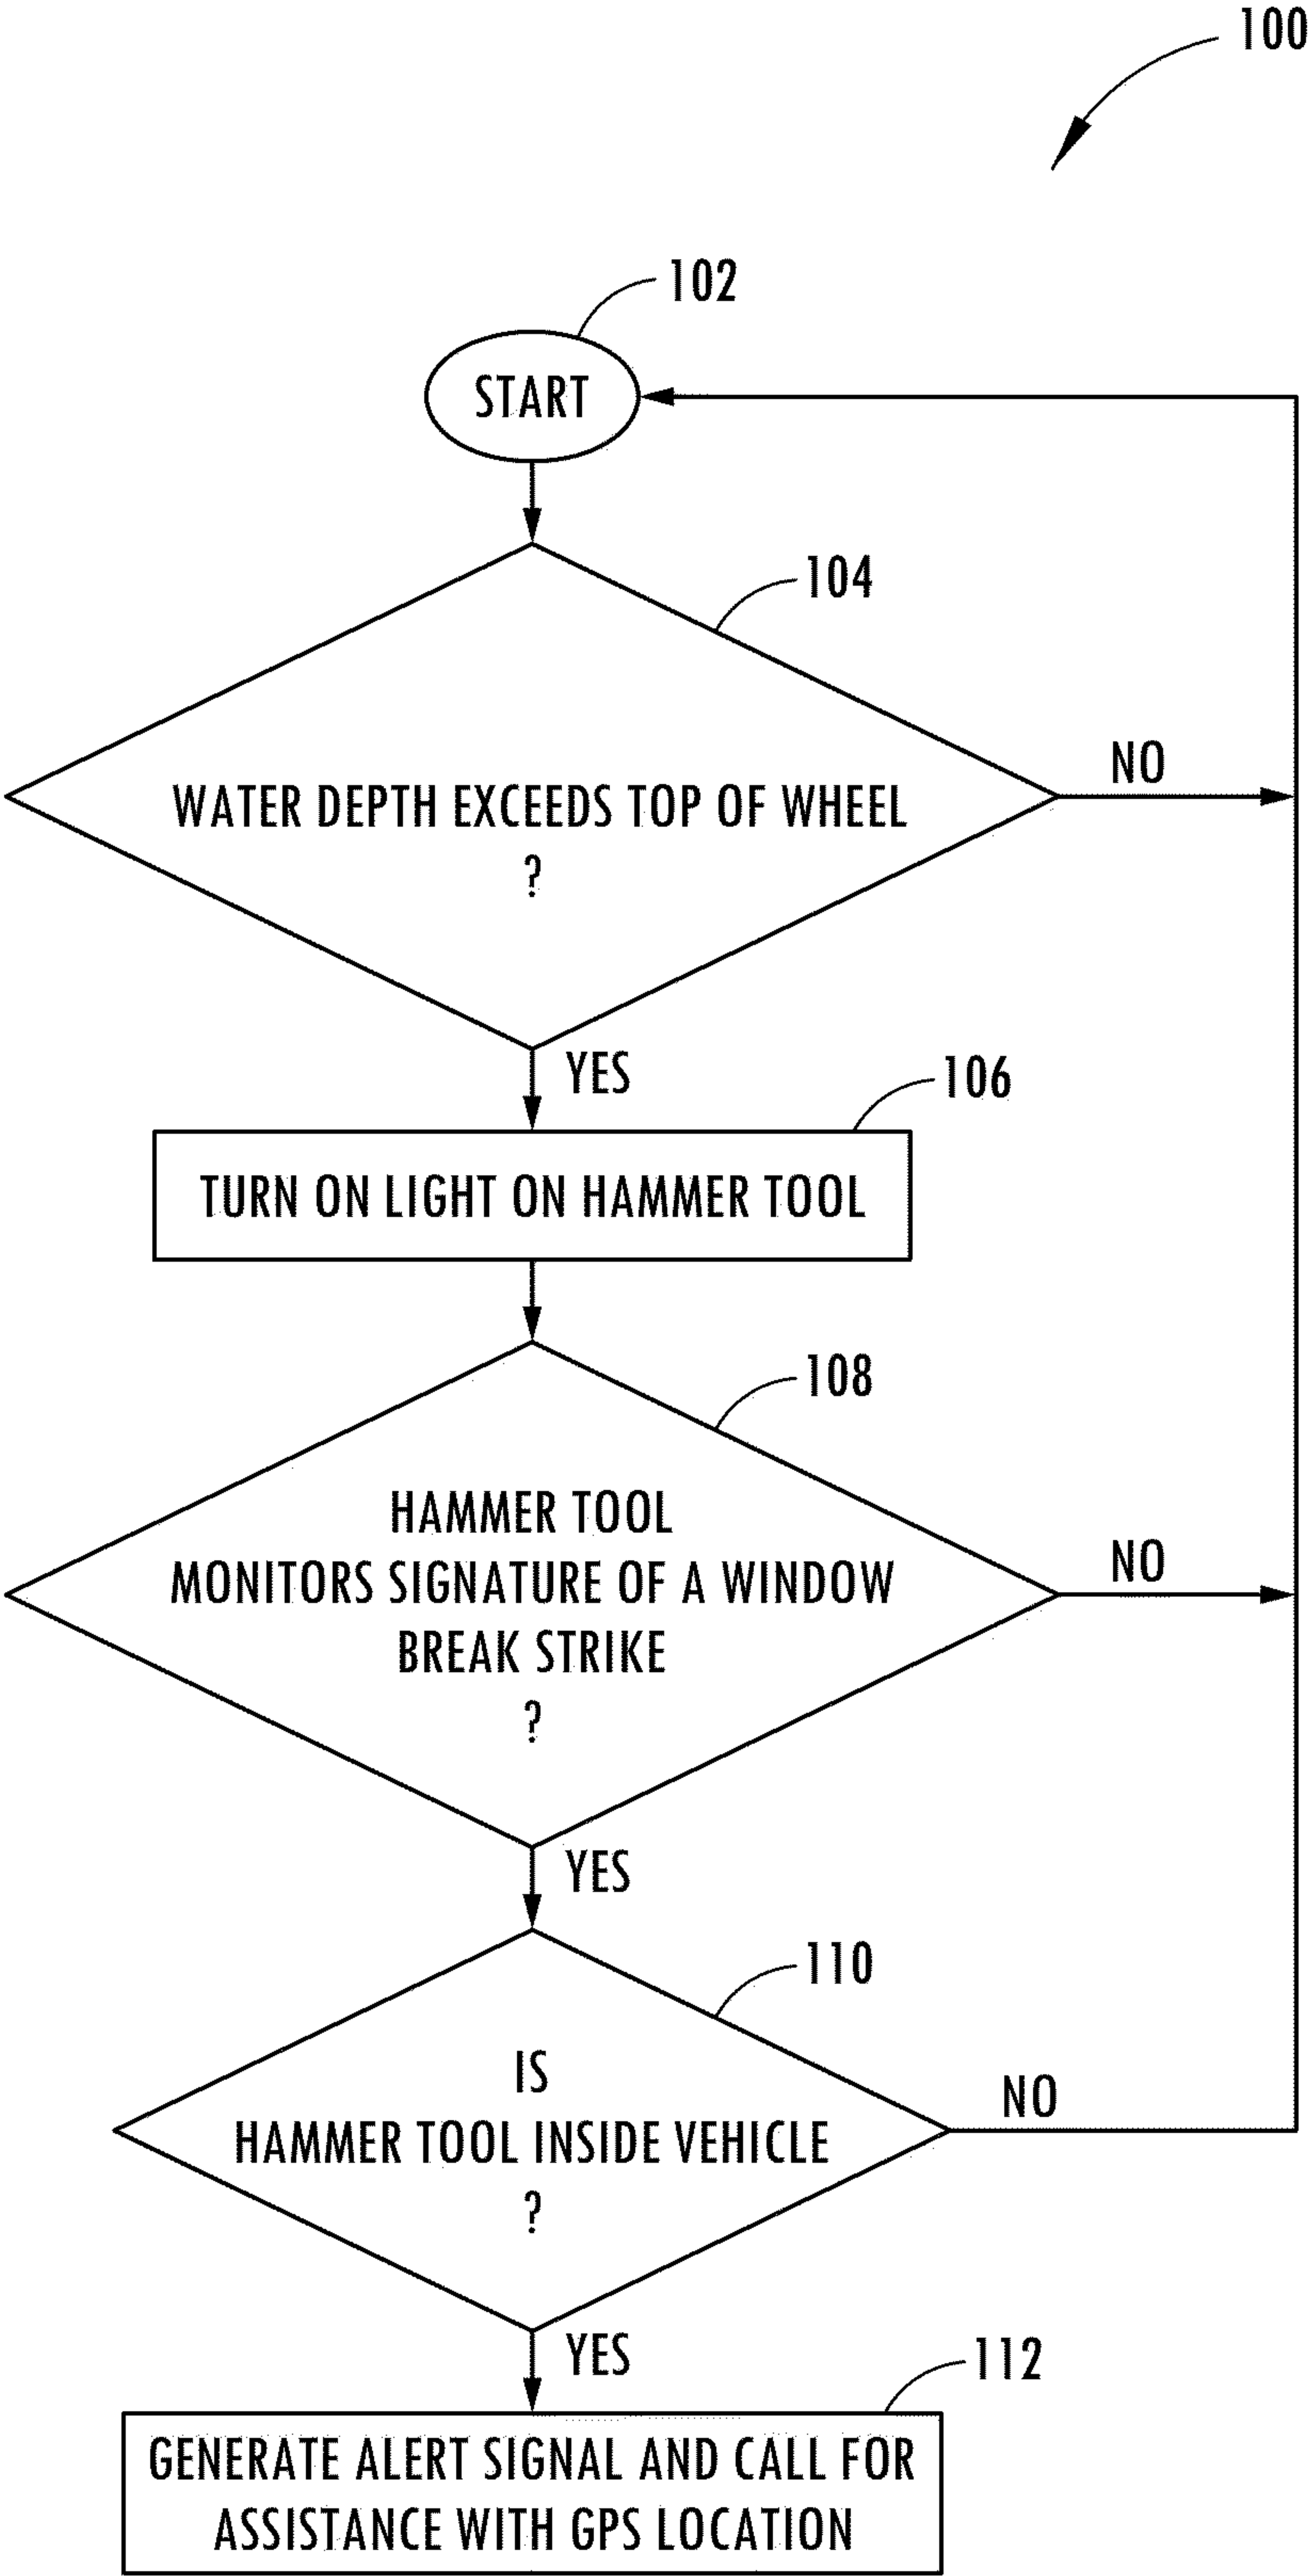 100
102
START
104
NO
WATER DEPTH EXCEEDS TOP OF WHEEL
?
YES
106
TURN ON LIGHT ON HAMMER TOOL
108
HAMMER TOOL
NO
MONITORS SIGNATURE OF A WINDOW
BREAK STRIKE
?
YES
110
IS
NO
HAMMER TOOL INSIDE VEHICLE
?
YES
112
GENERATE ALERT SIGNAL AND CALL FOR
ASSISTANCE WITH GPS LOCATION